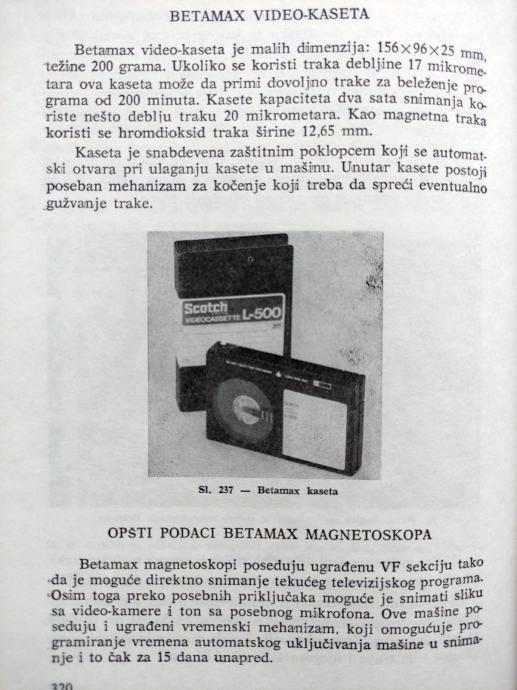 BETAMAX VIDEO-KASETA
Betamax video-kaseta je malih dimenzija: 156×96×25 mm,
težine 200 grama. Ukoliko se koristi traka debljine 17 mikrome-
tara ova kaseta može da primi dovoljno trake za beleženje pro-
grama od 200 minuta. Kasete kapaciteta dva sata snimanja ko-
riste nešto deblju traku 20 mikrometara. Kao magnetna traka
koristi se hromdioksid traka širine 12,65 mm.
Kaseta je snabdevena zaštitnim poklopcem koji se automat-
ski otvara pri ulaganju kasete u mašinu. Unutar kasete postoji
poseban mehanizam za kočenje koji treba da spreči eventualno
gužvanje trake.
Scotch
VIDEOCASSETTE L-500
Sl. 237 — Betamax kaseta
OPŠTI PODACI BETAMAX MAGNETOSKOPA
Betamax magnetoskopi poseduju ugrađenu VF sekciju tako
da je moguće direktno snimanje tekućeg televizijskog programa.
Osim toga preko posebnih priključaka moguće je snimati sliku
sa video-kamere i ton sa posebnog mikrofona. Ove mašine po-
seduju i ugrađeni vremenski mehanizam, koji omogućuje pro-
gramiranje vremena automatskog uključivanja mašine u snima-
nje i to čak za 15 dana unapred.
320